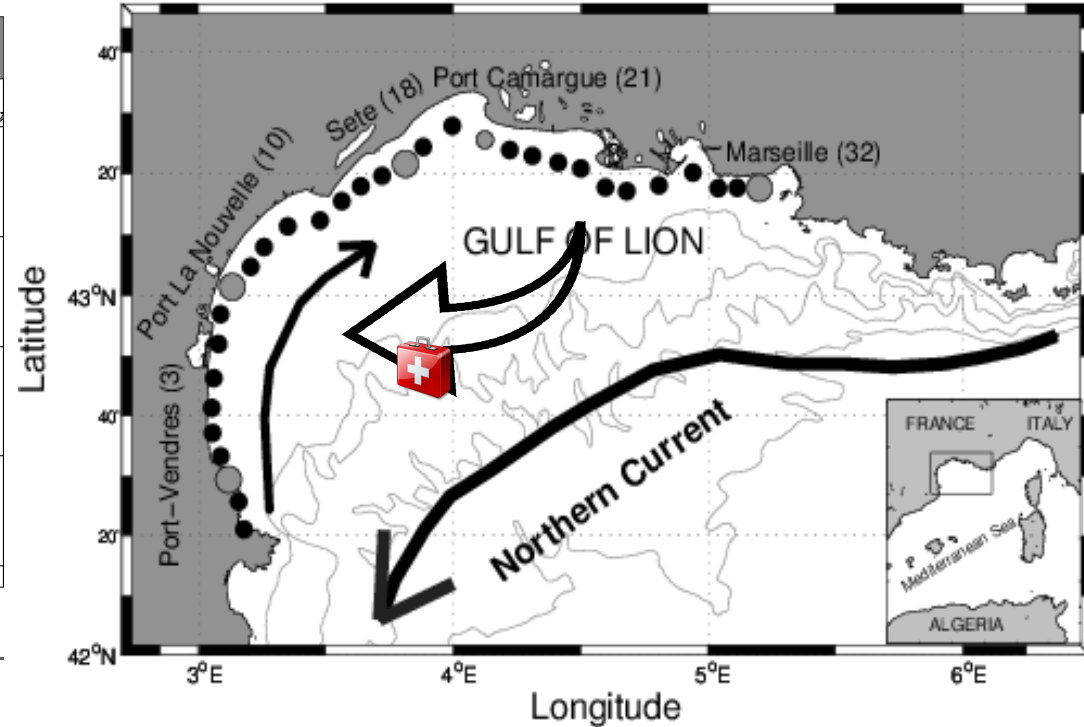 40'
Port Camargue (21)
Sete (18)
Marseille (32)
20'
Port La Nouvelle (10)
GULF OF LION
43°N
Latitude
Port-Vendres (3)
40'
Northern Current
FRANCE ITALY
Mediterranean Sea
ALGERIA
20'
42°N
3°E 4°E 5°E 6°E
Longitude